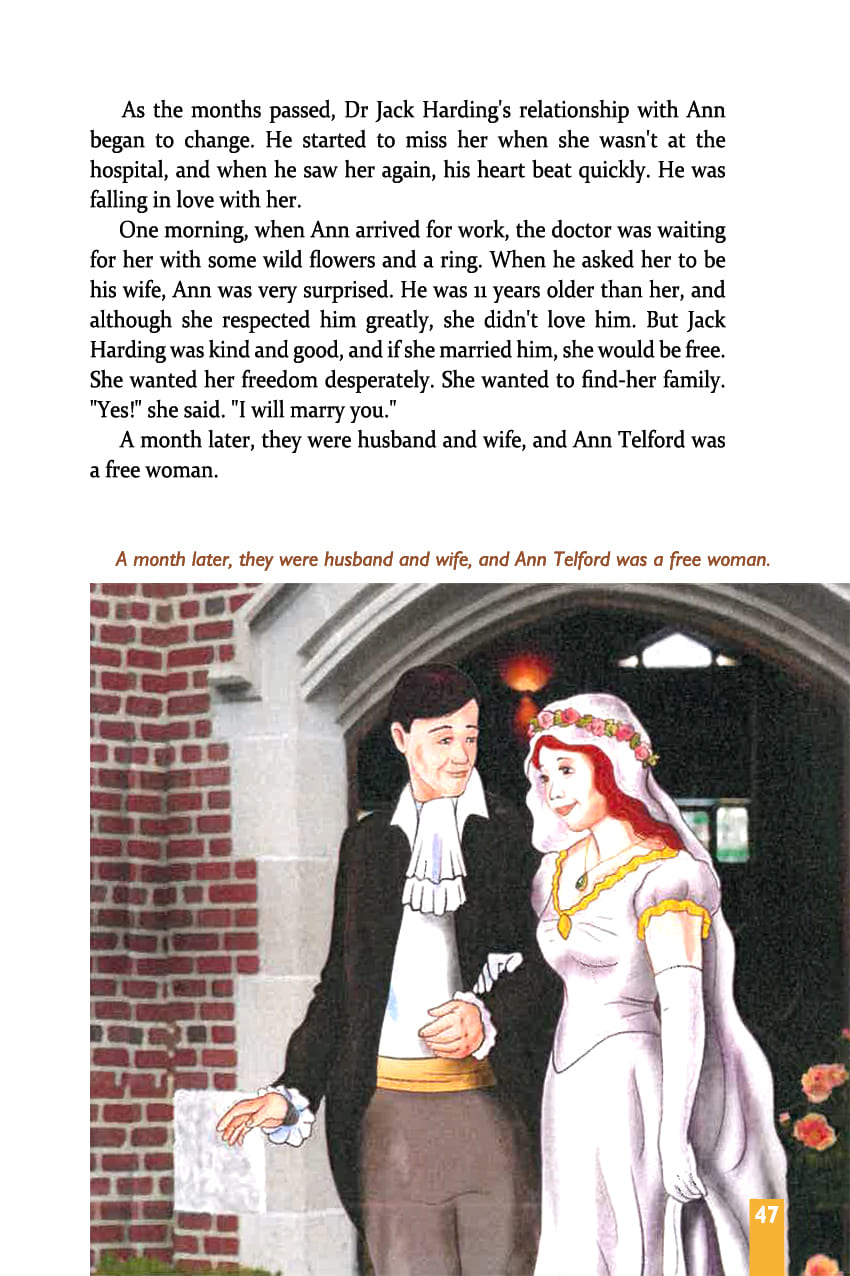 As the months passed, Dr Jack Harding's relationship with Ann
began to change. He started to miss her when she wasn't at the
hospital, and when he saw her again, his heart beat quickly. He was
falling in love with her.
One morning, when Ann arrived for work, the doctor was waiting
for her with some wild flowers and a ring. When he asked her to be
his wife, Ann was very surprised. He was 11 years older than her, and
although she respected him greatly, she didn't love him. But Jack
Harding was kind and good, and if she married him, she would be free.
She wanted her freedom desperately. She wanted to find-her family.
"Yes!" she said. "I will marry you."
A month later, they were husband and wife, and Ann Telford was
a free woman.
A month later, they were husband and wife, and Ann Telford was a free woman.
47